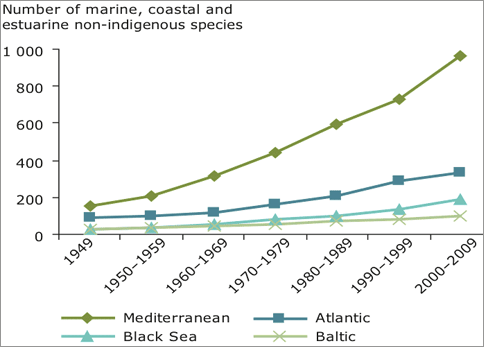 Number of marine, coastal and
estuarine non-indigenous species
1 000
800
600
400
200
0
1949
1950–1959
1960–1969
1970–1979
1980–1989
1990–1999
2000–2009
Mediterranean
Atlantic
Black Sea
Baltic